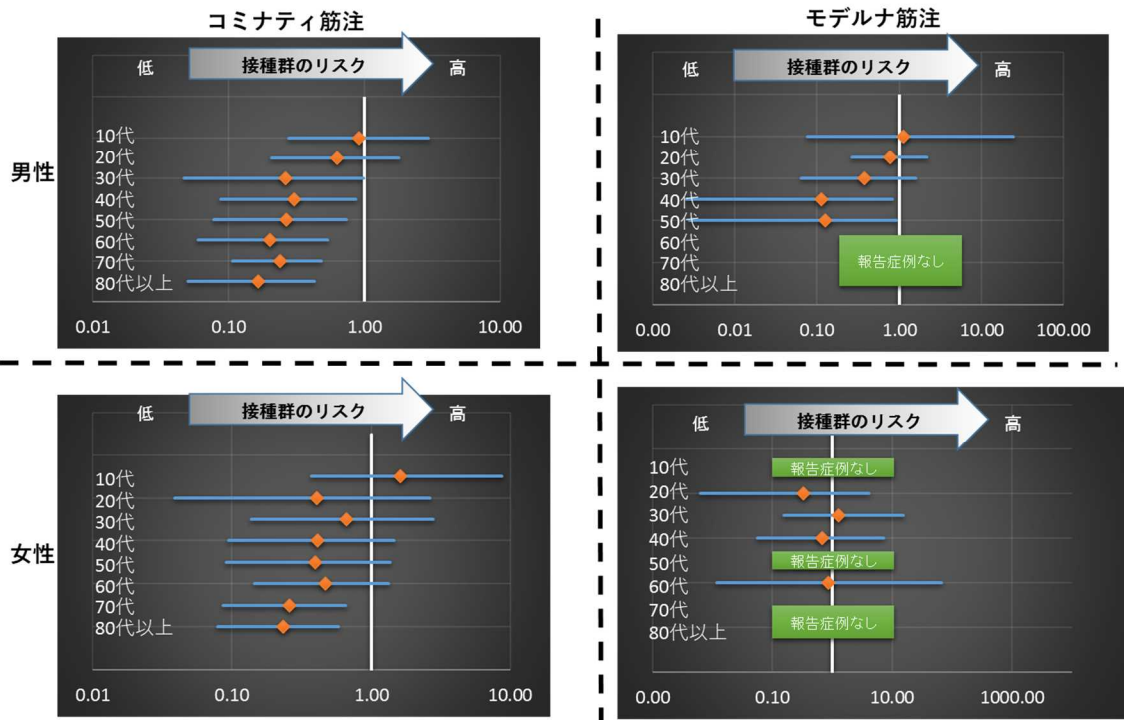 コミナティ筋注
モデルナ筋注
男性
低 接種群のリスク 高
10代
20代
30代
40代
50代
60代
70代
80代以上
0.01 0.10 1.00 10.00
低 接種群のリスク 高
10代
20代
30代
40代
50代
60代
70代
80代以上
報告症例なし
0.00 0.01 0.10 1.00 10.00 100.00
女性
低 接種群のリスク 高
10代
20代
30代
40代
50代
60代
70代
80代以上
0.01 0.10 1.00 10.00
低 接種群のリスク 高
10代 報告症例なし
20代
30代
40代
50代 報告症例なし
60代
70代
80代以上
報告症例なし
0.00 0.10 10.00 1000.00